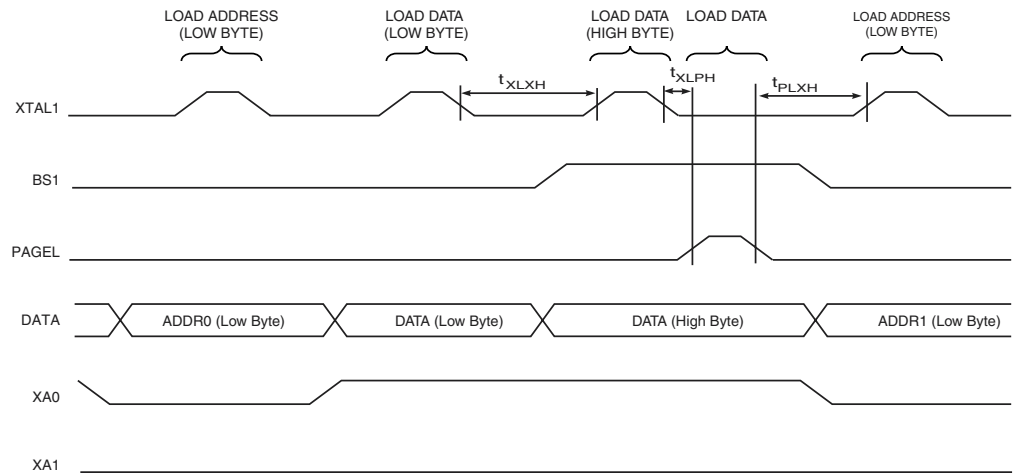 LOAD ADDRESS
(LOW BYTE)
LOAD DATA
(LOW BYTE)
LOAD DATA
(HIGH BYTE)
LOAD DATA
LOAD ADDRESS
(LOW BYTE)
XTAL1
tXLXH
tXLPH
tPLXH
BS1
PAGEL
DATA
ADDR0 (Low Byte)
DATA (Low Byte)
DATA (High Byte)
ADDR1 (Low Byte)
XA0
XA1